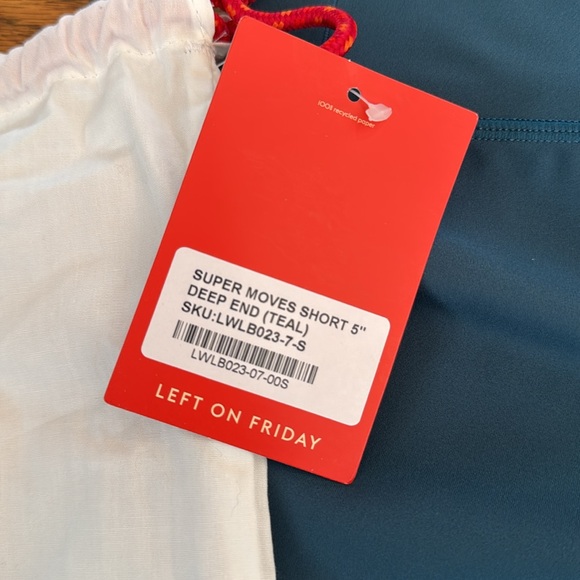 100% recycled paper
SUPER MOVES SHORT 5"
DEEP END (TEAL)
SKU:LWLB023-7-S
LWLB023-07-00S
LEFT ON FRIDAY